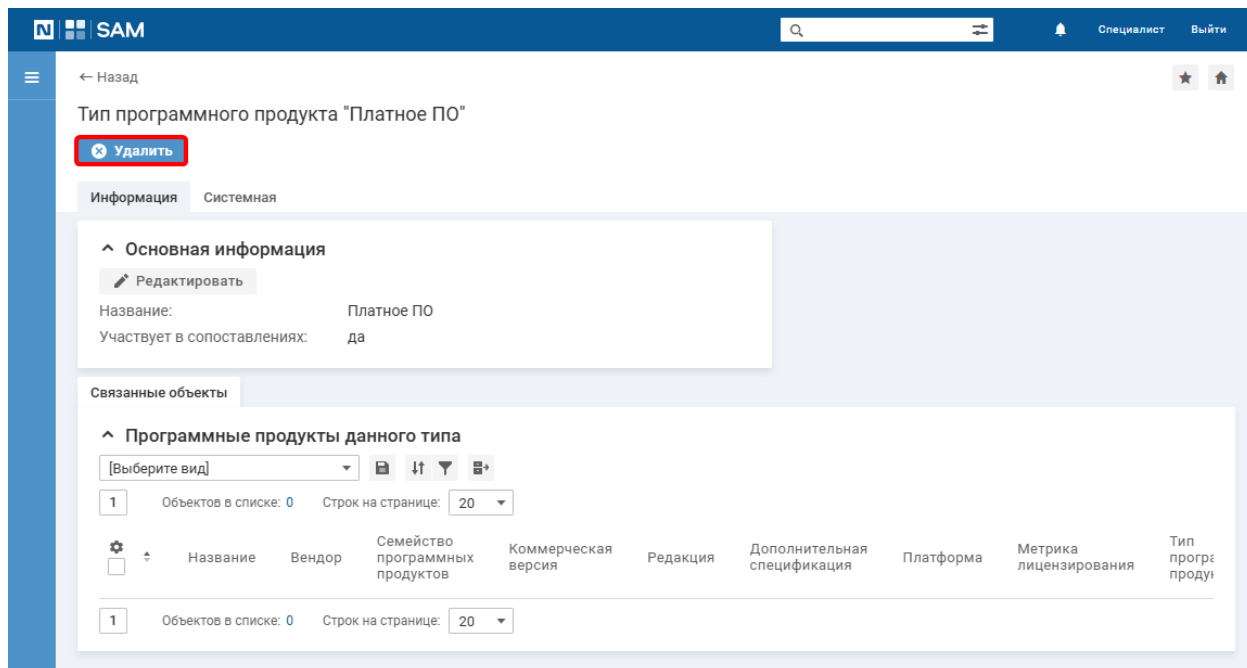 N SAM
Специалист Выйти
← Назад
Тип программного продукта "Платное ПО"
Удалить
Информация Системная
Основная информация
Редактировать
Название: Платное ПО
Участвует в сопоставлениях: да
Связанные объекты
Программные продукты данного типа
[Выберите вид]
1 Объектов в списке: 0 Строк на странице: 20
Название Вендор Семейство программных продуктов Коммерческая версия Редакция Дополнительная спецификация Платформа Метрика лицензирования Тип
1 Объектов в списке: 0 Строк на странице: 20